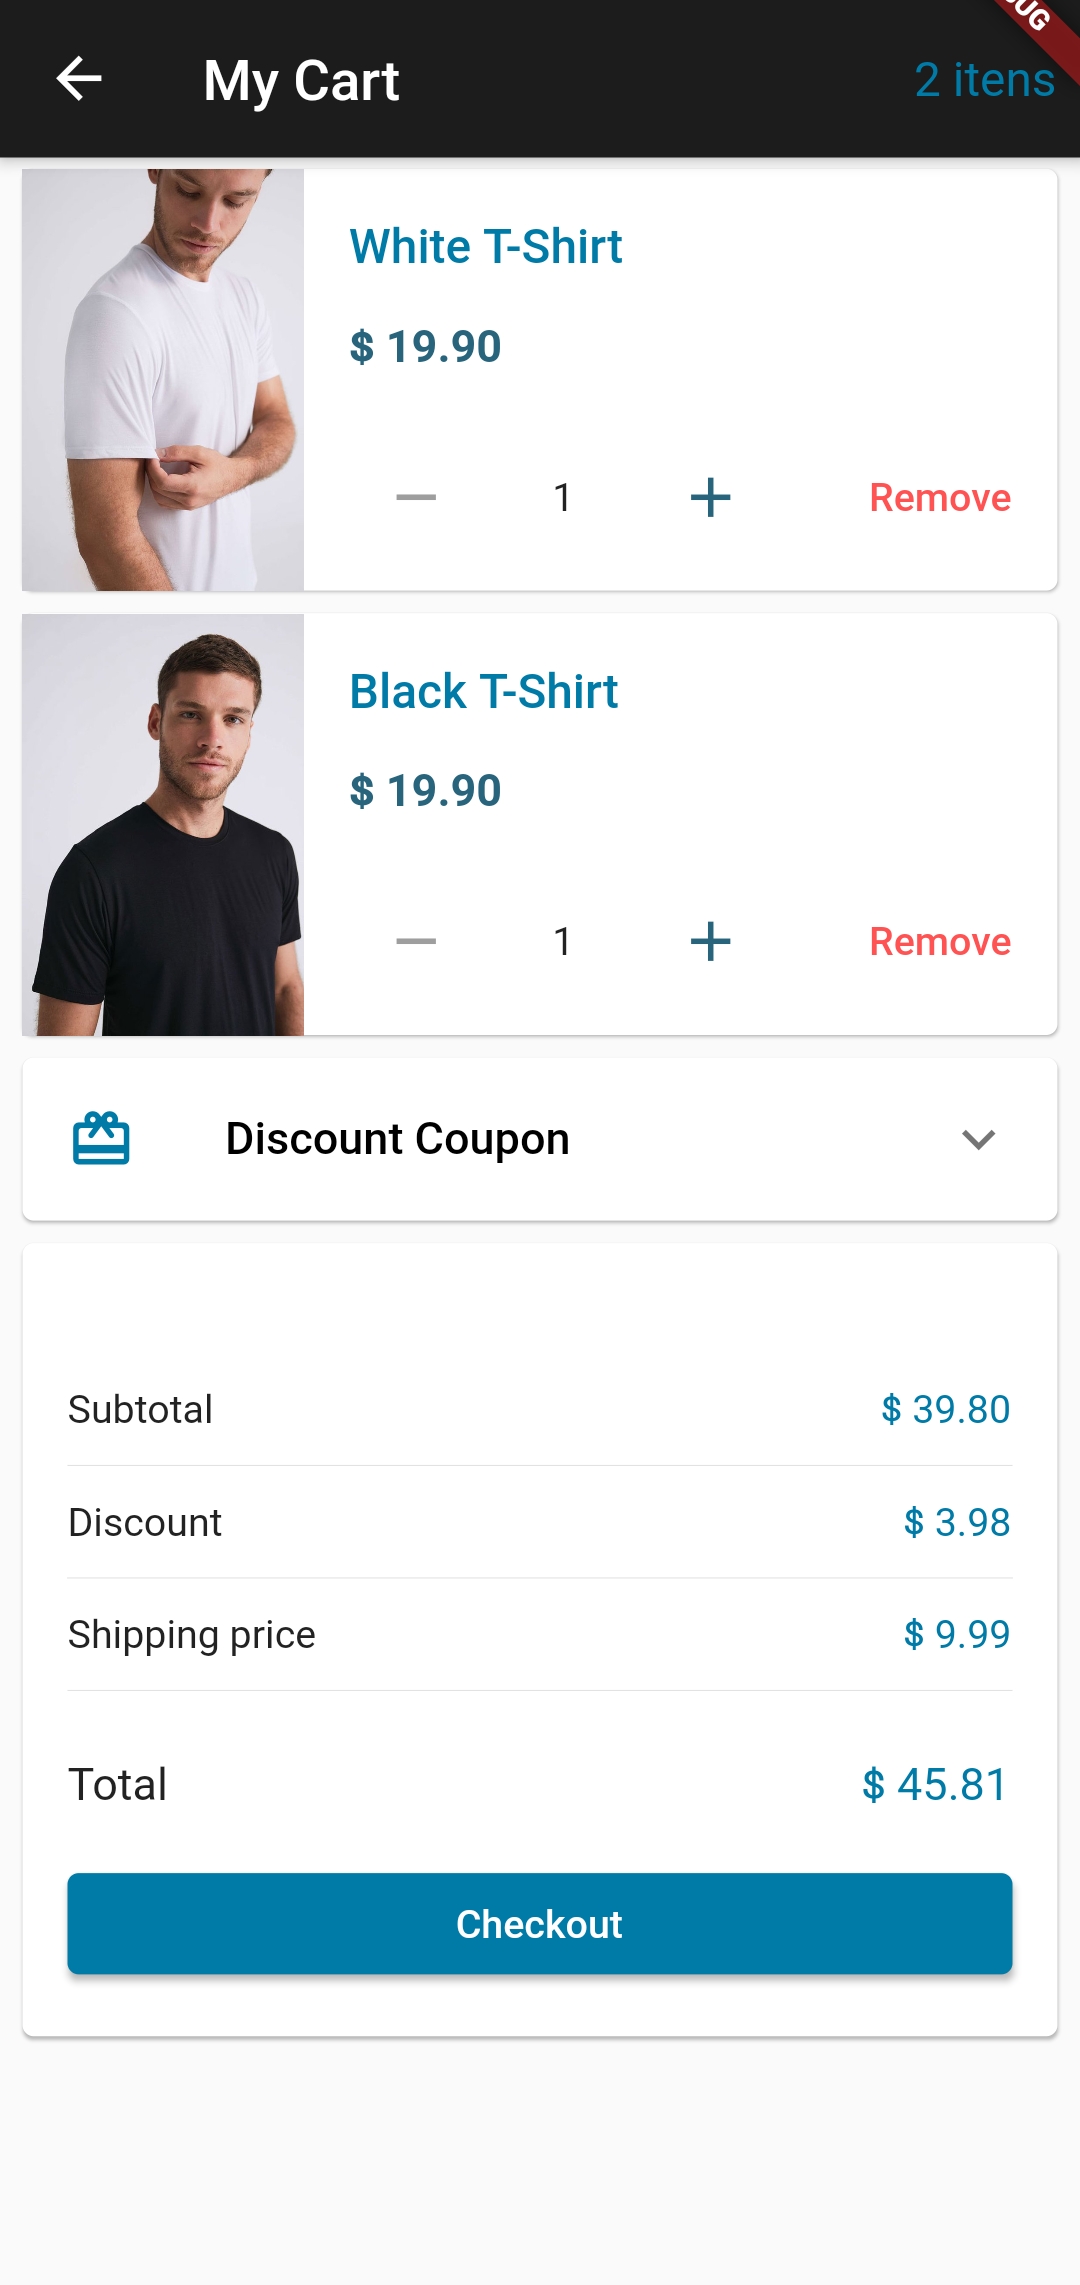 My Cart
2 itens
White T-Shirt
$ 19.90
1
Remove
Black T-Shirt
$ 19.90
1
Remove
Discount Coupon
Subtotal
$ 39.80
Discount
$ 3.98
Shipping price
$ 9.99
Total
$ 45.81
Checkout